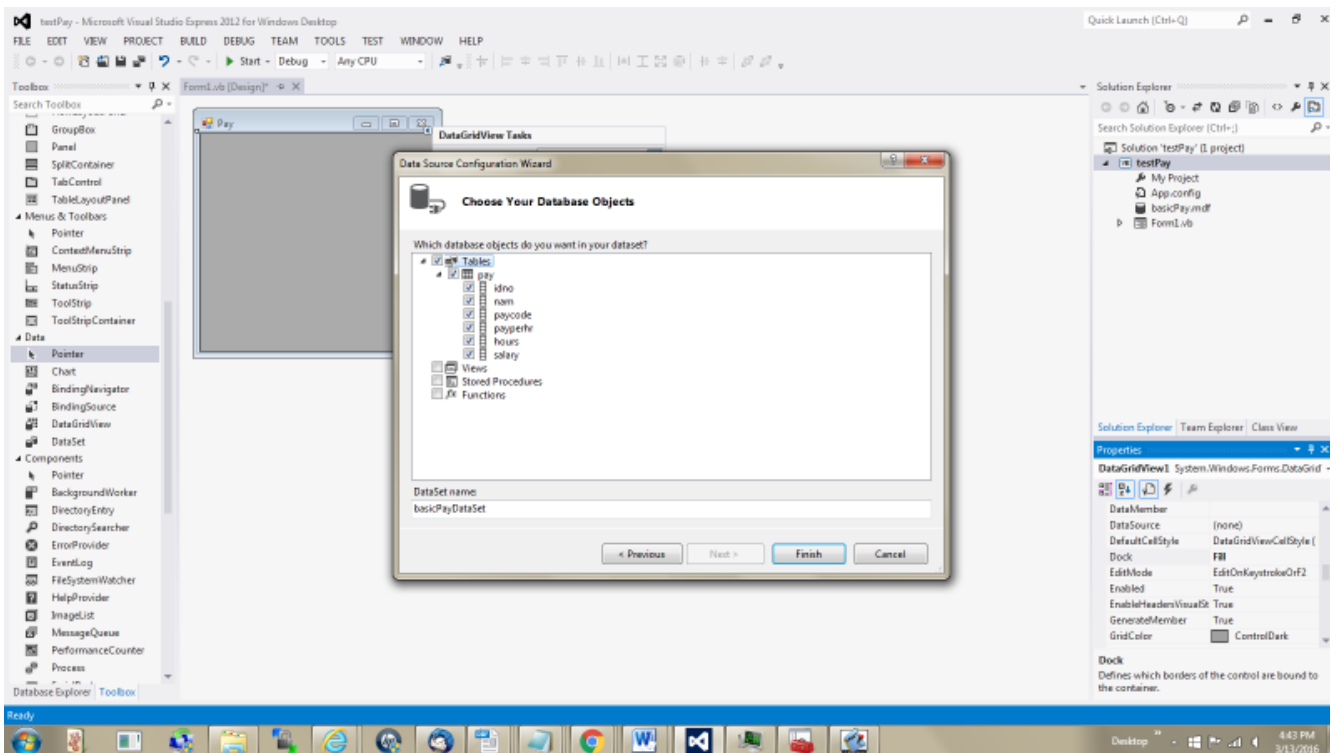 testPay - Microsoft Visual Studio Express 2012 for Windows Desktop
Quick Launch (Ctrl+Q)
FILE EDIT VIEW PROJECT BUILD DEBUG TEAM TOOLS TEST WINDOW HELP
Start - Debug Any CPU
Toolbox
Search Toolbox
GroupBox
Panel
SplitContainer
TabControl
TableLayoutPanel
Menus & Toolbars
Pointer
ContextMenuStrip
MenuStrip
StatusStrip
ToolStrip
ToolStripContainer
Data
Pointer
Chart
BindingNavigator
BindingSource
DataGridView
DataSet
Components
Pointer
BackgroundWorker
DirectoryEntry
DirectorySearcher
ErrorProvider
EventLog
FileSystemWatcher
HelpProvider
ImageList
MessageQueue
PerformanceCounter
Process
Database Explorer Toolbox
Form1.vb [Design]*
Pay
DataGridView Tasks
Data Source Configuration Wizard
Choose Your Database Objects
Which database objects do you want in your dataset?
Tables
pay
idno
nam
paycode
payperhr
hours
salary
Views
Stored Procedures
fx Functions
DataSet name:
basicPayDataSet
< Previous Next > Finish Cancel
Solution Explorer
Search Solution Explorer (Ctrl+;)
Solution 'testPay' (1 project)
testPay
My Project
App.config
basicPay.mdf
Form1.vb
Solution Explorer Team Explorer Class View
Properties
DataGridView1 System.Windows.Forms.DataGrid
DataMember
DataSource (none)
DefaultCellStyle DataGridViewCellStyle {
Dock Fill
EditMode EditOnKeystrokeOrF2
Enabled True
EnableHeadersVisualSt True
GenerateMember True
GridColor ControlDark
Dock
Defines which borders of the control are bound to
the container.
Ready
Desktop
4:43 PM
3/13/2016